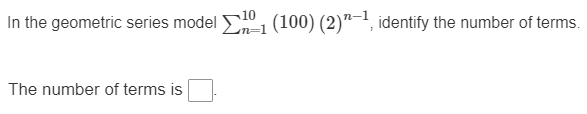 In the geometric series model $\sum_{n=1}^{10} (100)(2)^{n-1}$, identify the number of terms.
The number of terms is .